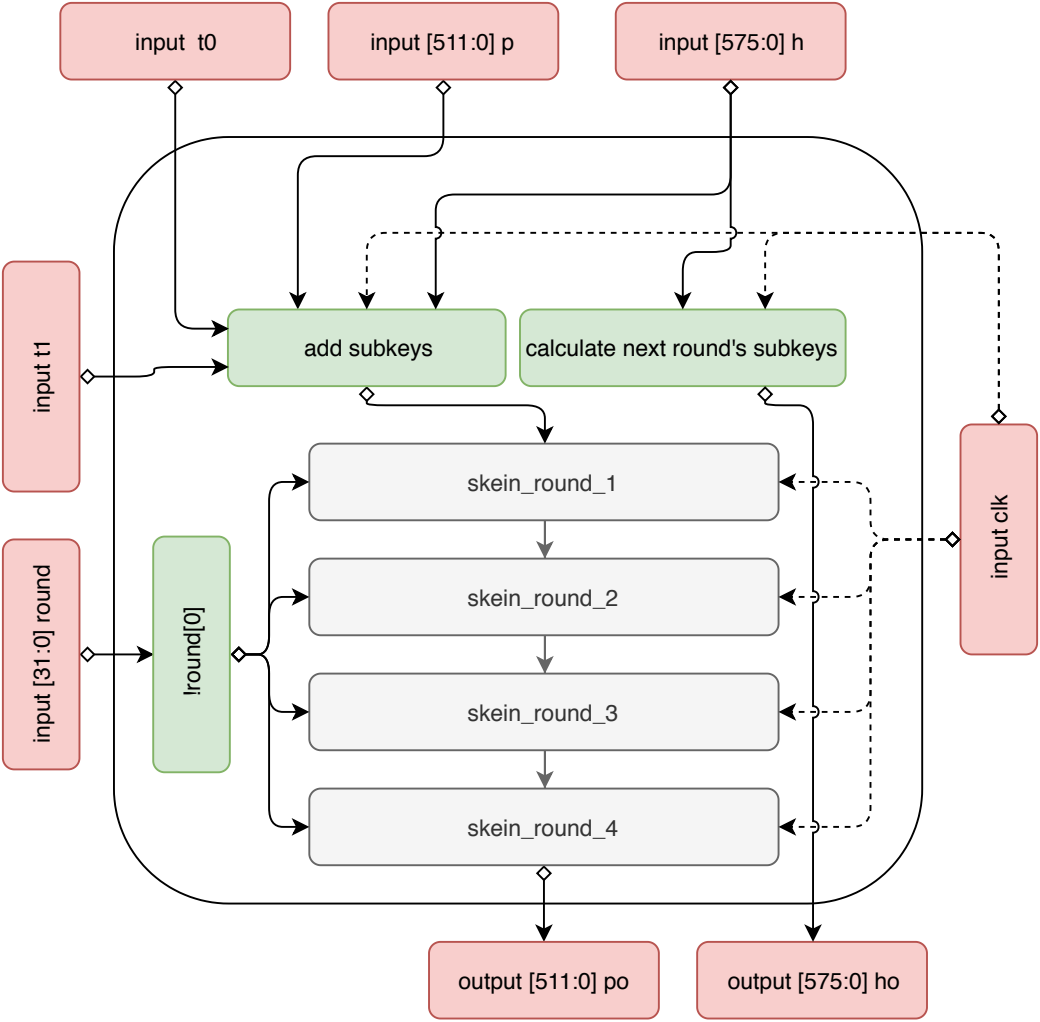 input t0
input [511:0] p
input [575:0] h
input t1
add subkeys
calculate next round's subkeys
skein_round_1
input clk
skein_round_2
input [31:0] round
!round[0]
skein_round_3
skein_round_4
output [511:0] po
output [575:0] ho